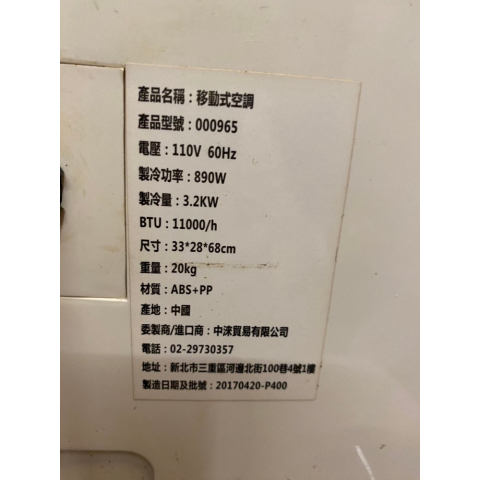 產品名稱：移動式空調
產品型號：000965
電壓：110V 60Hz
製冷功率：890W
製冷量：3.2KW
BTU：11000/h
尺寸：33*28*68cm
重量：20kg
材質：ABS+PP
產地：中國
委製商/進口商：中淶貿易有限公司
電話：02-29730357
地址：新北市三重區河邊北街100巷4號1樓
製造日期及批號：20170420-P400